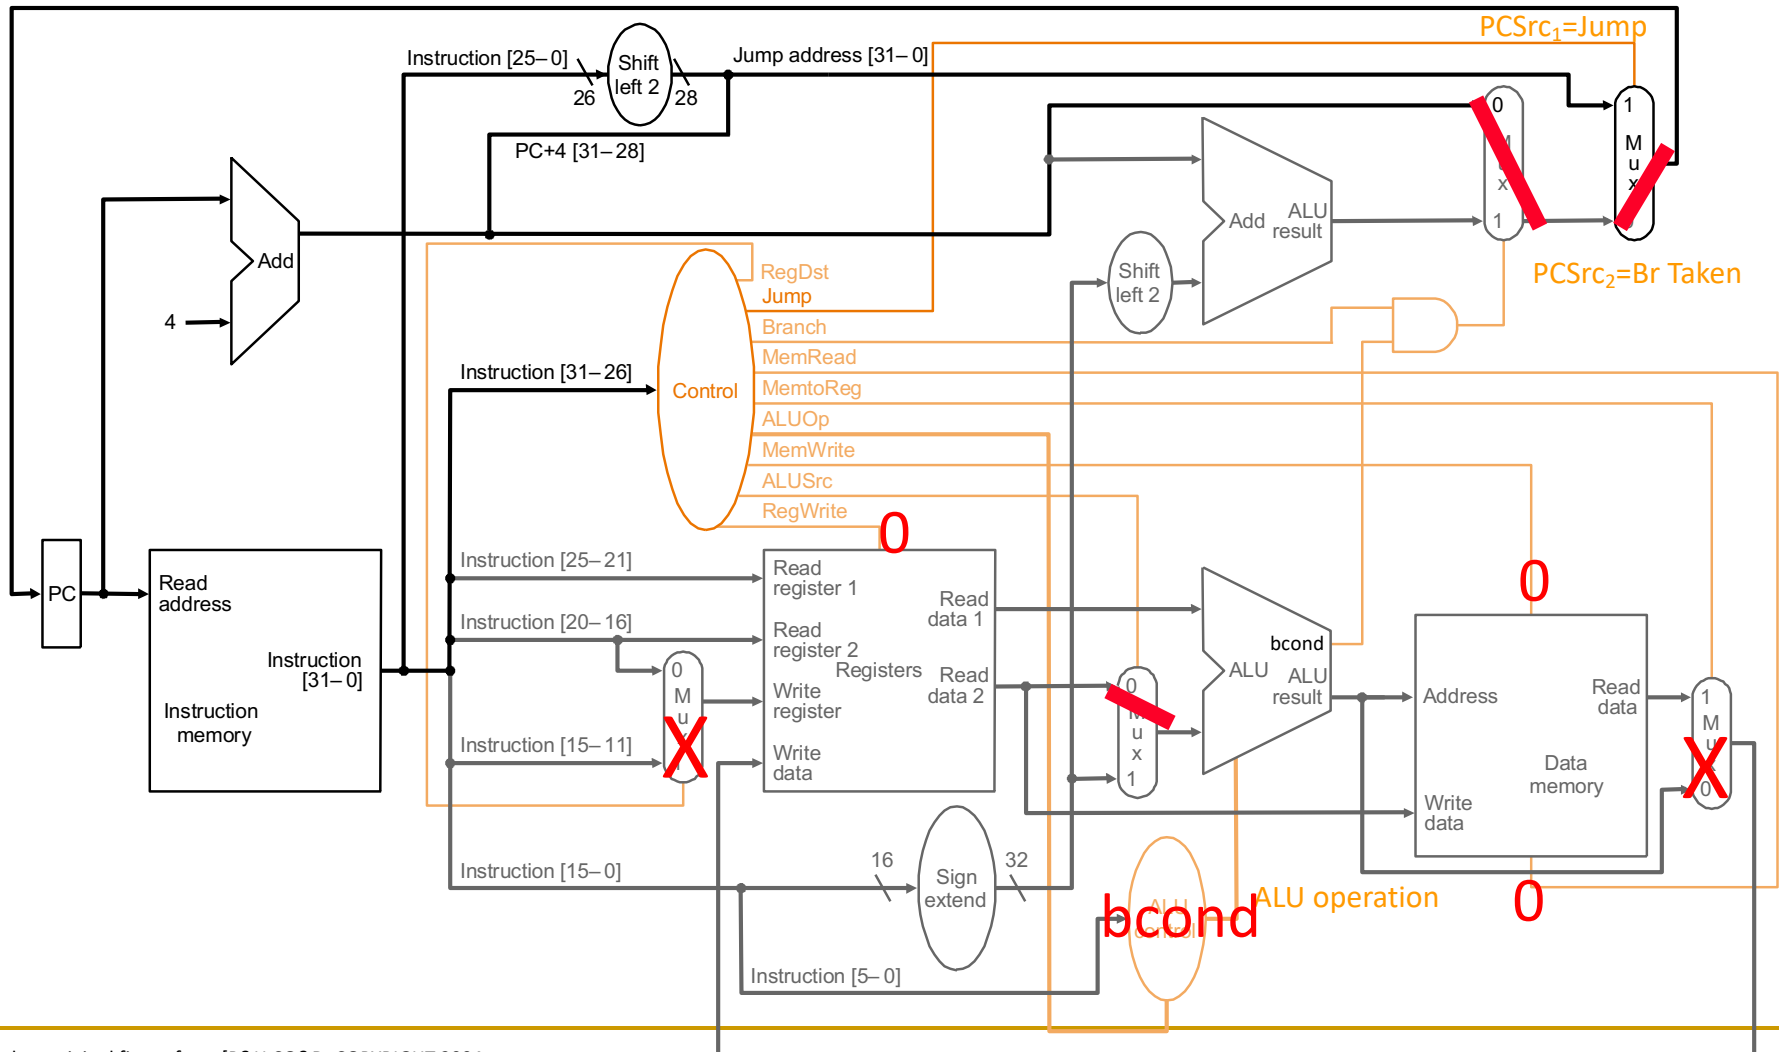 PCSrc1=Jump
Instruction [25–0]
Shift
left 2
Jump address [31–0]
26
28
PC+4 [31–28]
0
M
x
1
1
M
u
x
Add
4
Add
ALU
result
Shift
left 2
PCSrc2=Br Taken
RegDst
Jump
Branch
MemRead
MemtoReg
ALUOp
MemWrite
ALUSrc
RegWrite
Instruction [31–26]
Control
0
0
PC
Read
address
Instruction
[31–0]
Instruction
memory
Instruction [25–21]
Instruction [20–16]
Instruction [15–11]
Instruction [15–0]
Instruction [5–0]
0
M
u
X
Read
register 1
Read
register 2
Registers
Write
register
Write
data
Read
data 1
Read
data 2
0
M
u
x
1
bcond
ALU
ALU
result
Address
Read
data
Data
memory
Write
data
1
M
u
X
0
16
Sign
extend
32
ALU
control
bcond
ALU operation
0